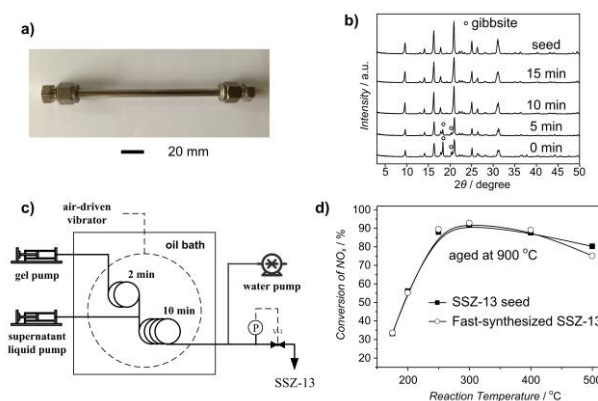 a)
20 mm
b)
gibbsite
seed
15 min
10 min
5 min
0 min
Intensity / a.u.
5 10 15 20 25 30 35 40 45 50
2θ / degree
c)
air-driven
vibrator
oil bath
gel pump
2 min
10 min
water pump
supernatant
liquid pump
P
SSZ-13
d)
Conversion of NOx / %
100
90
80
70
60
50
40
30
20
10
0
aged at 900 °C
SSZ-13 seed
Fast-synthesized SSZ-13
200 300 400 500
Reaction Temperature / °C